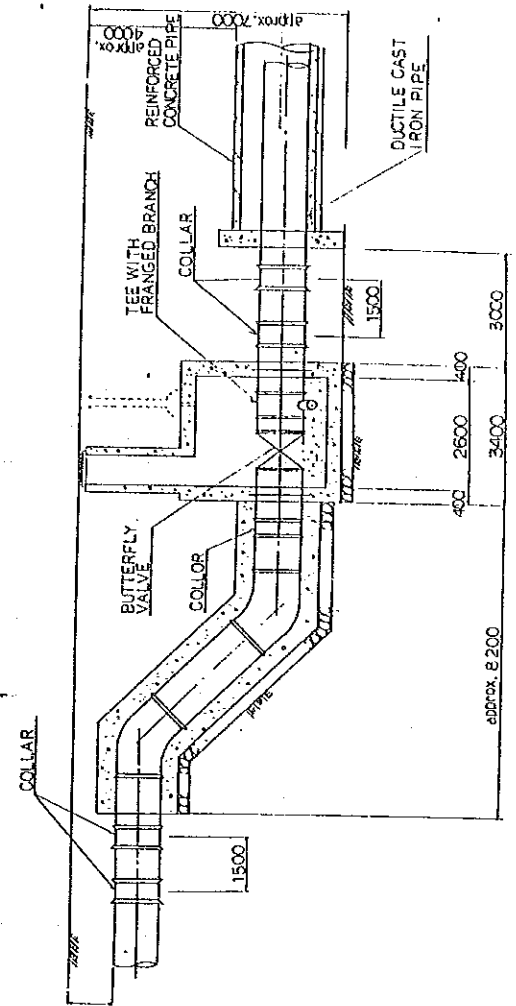 approx. 7000
approx.
4000
REINFORCED
CONCRETE PIPE
DUCTILE CAST
IRON PIPE
TEE WITH
FRANGED BRANCH
COLLAR
1500
3000
BUTTERFLY
VALVE
COLLOR
400
2600
400
3400
approx. 8200
COLLAR
1500